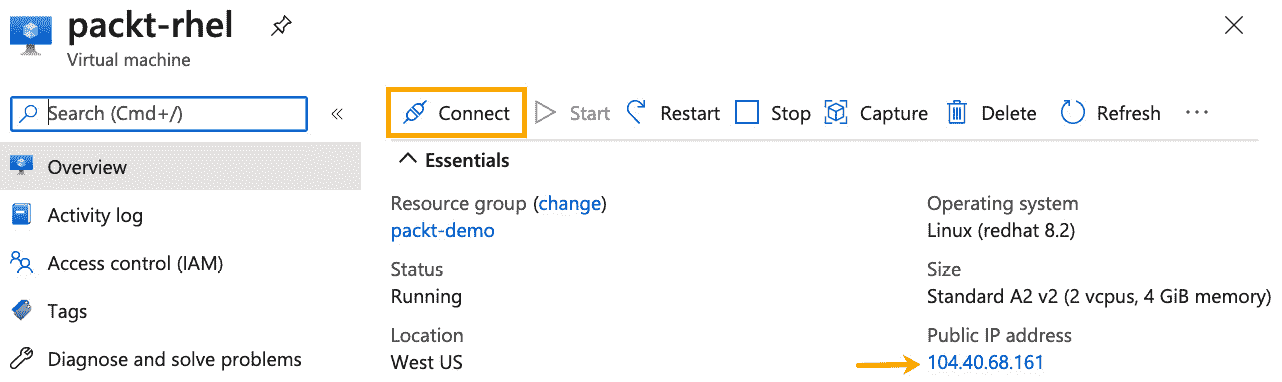 packt-rhel
Virtual machine
Search (Cmd+/)
«
Connect
Start
Restart
Stop
Capture
Delete
Refresh
...
Overview
Activity log
Access control (IAM)
Tags
Diagnose and solve problems
Essentials
Resource group (change)
packt-demo
Status
Running
Location
West US
Operating system
Linux (redhat 8.2)
Size
Standard A2 v2 (2 vcpus, 4 GiB memory)
Public IP address
104.40.68.161